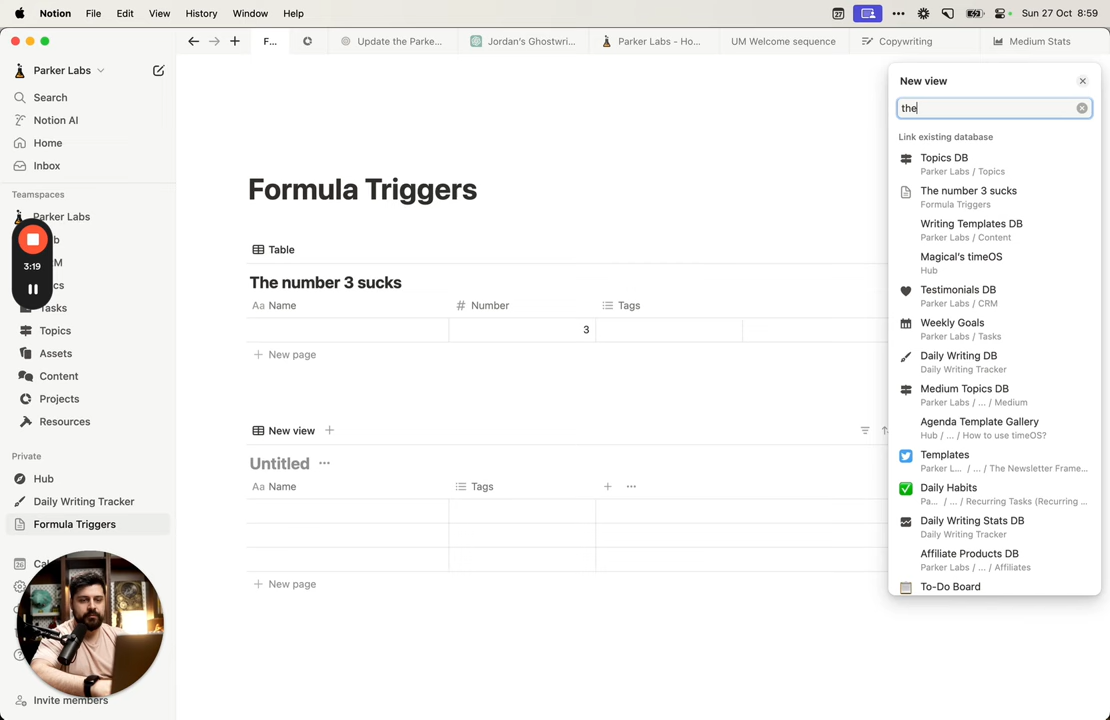 Notion File Edit View History Window Help
27 Sun 27 Oct 8:59
F... Update the Parke... Jordan's Ghostwri... Parker Labs - Ho... UM Welcome sequence Copywriting Medium Stats
Parker Labs
Search
Notion AI
Home
Inbox
Teamspaces
Parker Labs
3:19
Tasks
Topics
Assets
Content
Projects
Resources
Private
Hub
Daily Writing Tracker
Formula Triggers
26
Invite members
Formula Triggers
Table
The number 3 sucks
Aa Name # Number Tags
3
+ New page
New view +
Untitled ...
Aa Name Tags + ...
+ New page
New view
the
Link existing database
Topics DB
Parker Labs / Topics
The number 3 sucks
Formula Triggers
Writing Templates DB
Parker Labs / Content
Magical's timeOS
Hub
Testimonials DB
Parker Labs / CRM
Weekly Goals
Parker Labs / Tasks
Daily Writing DB
Daily Writing Tracker
Medium Topics DB
Parker Labs / ... / Medium
Agenda Template Gallery
Hub / ... / How to use timeOS?
Templates
Parker L... / ... / The Newsletter Frame...
Daily Habits
Pa... / ... / Recurring Tasks (Recurring ...
Daily Writing Stats DB
Daily Writing Tracker
Affiliate Products DB
Parker Labs / ... / Affiliates
To-Do Board